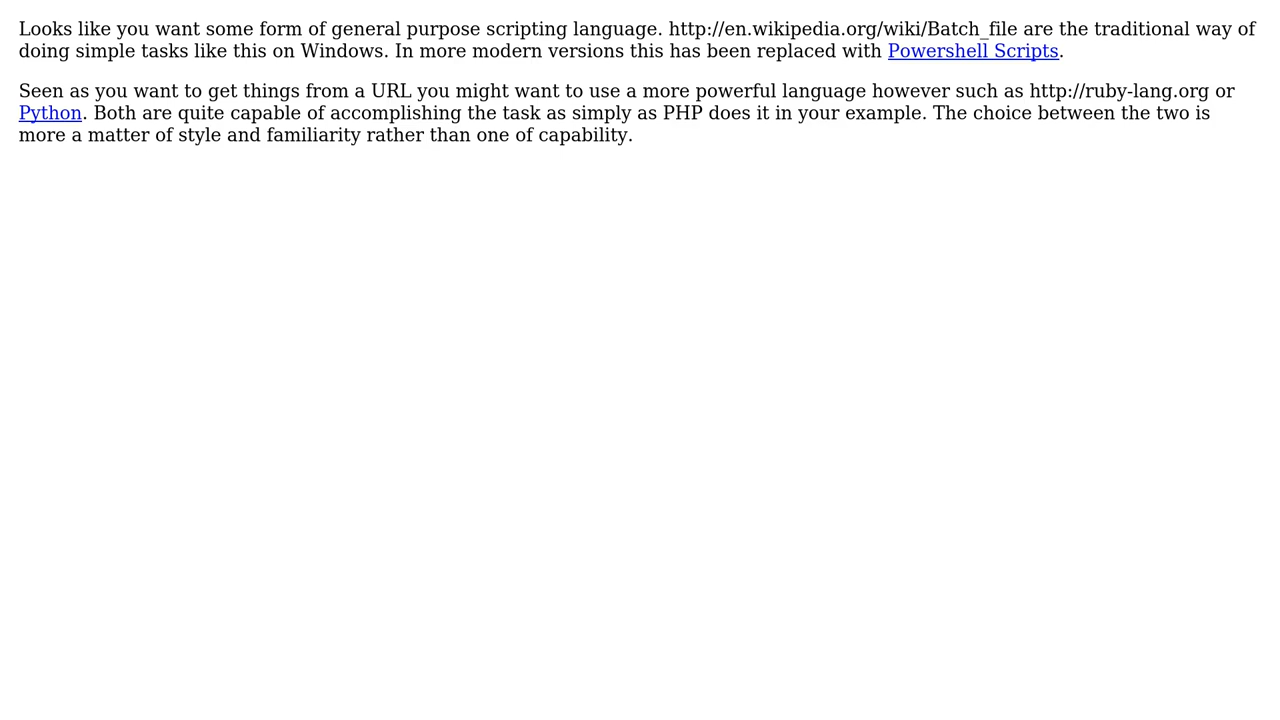 Looks like you want some form of general purpose scripting language. http://en.wikipedia.org/wiki/Batch_file are the traditional way of
doing simple tasks like this on Windows. In more modern versions this has been replaced with Powershell Scripts.
Seen as you want to get things from a URL you might want to use a more powerful language however such as http://ruby-lang.org or
Python. Both are quite capable of accomplishing the task as simply as PHP does it in your example. The choice between the two is
more a matter of style and familiarity rather than one of capability.